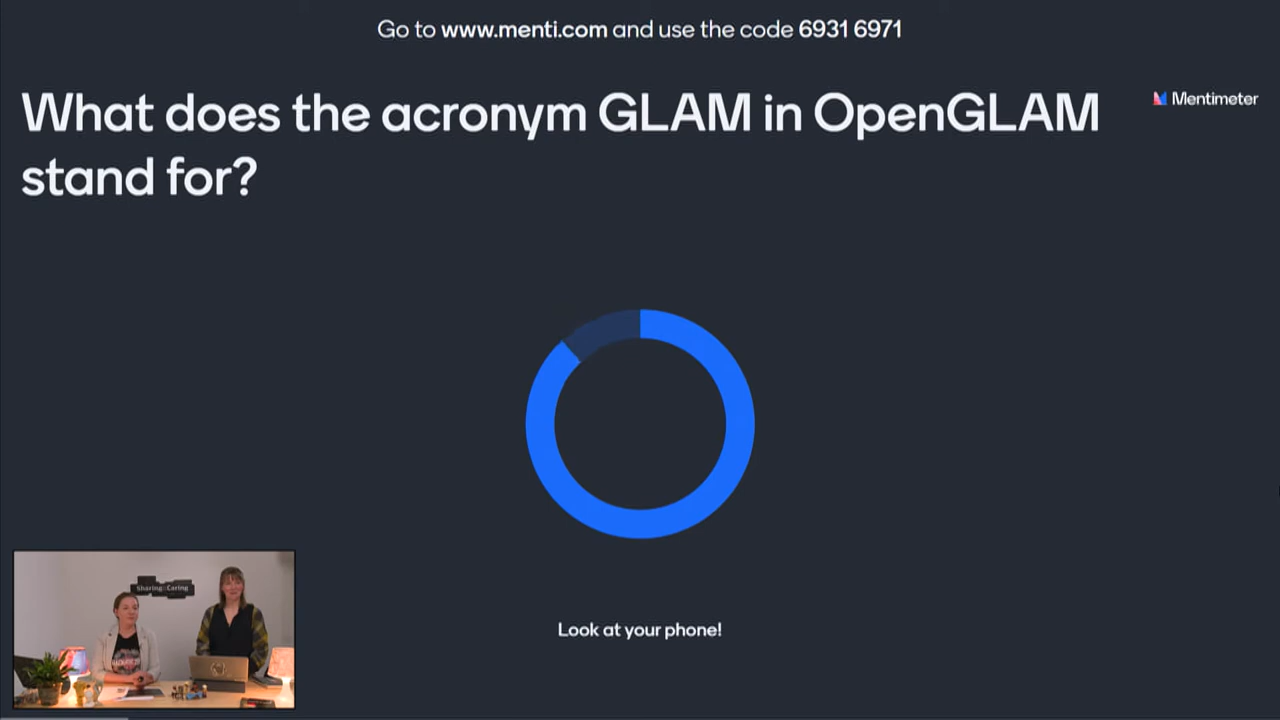 Go to www.menti.com and use the code 6931 6971
What does the acronym GLAM in OpenGLAM
stand for?
Mentimeter
Look at your phone!
Sharing Caring